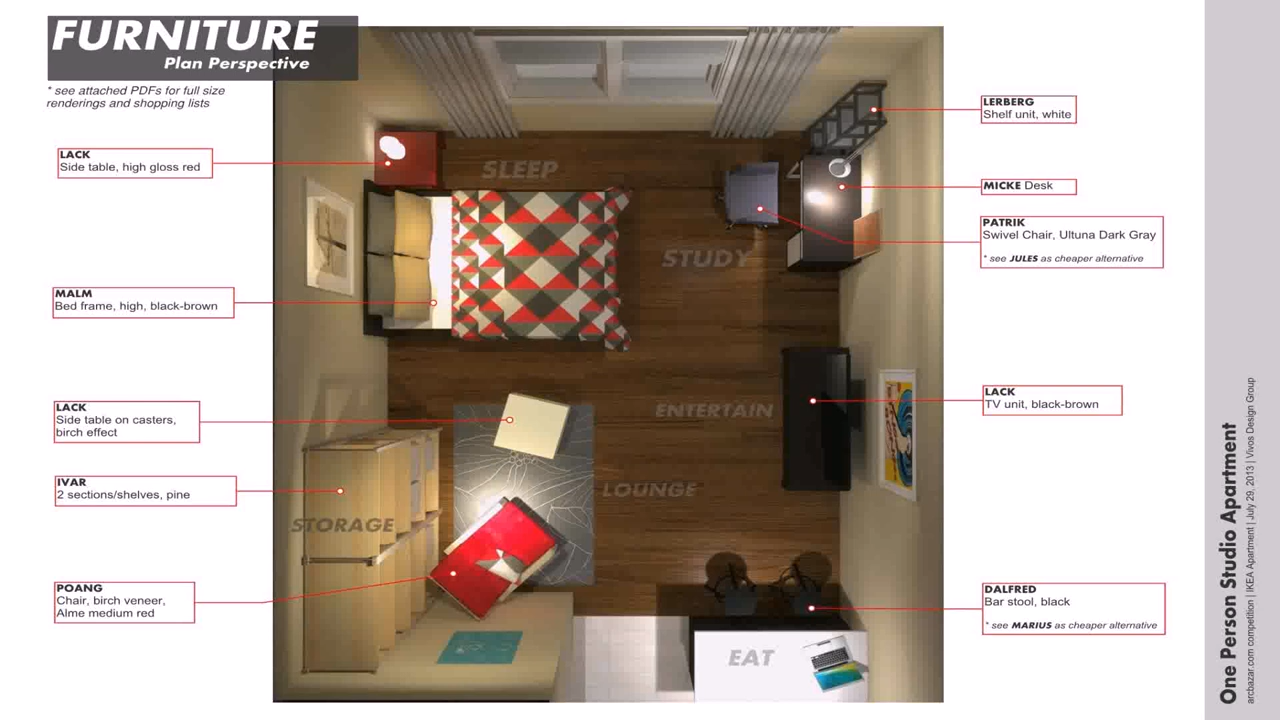 FURNITURE
Plan Perspective
* see attached PDFs for full size
renderings and shopping lists
LACK
Side table, high gloss red
MALM
Bed frame, high, black-brown
LACK
Side table on casters,
birch effect
IVAR
2 sections/shelves, pine
POANG
Chair, birch veneer,
Alme medium red
SLEEP
STUDY
ENTERTAIN
LOUNGE
STORAGE
EAT
LERBERG
Shelf unit, white
MICKE Desk
PATRIK
Swivel Chair, Ultuna Dark Gray
* see JULES as cheaper alternative
LACK
TV unit, black-brown
DALFRED
Bar stool, black
* see MARIUS as cheaper alternative
One Person Studio Apartment
arcbazar.com competition | IKEA Apartment | July 29, 2013 | Vivos Design Group